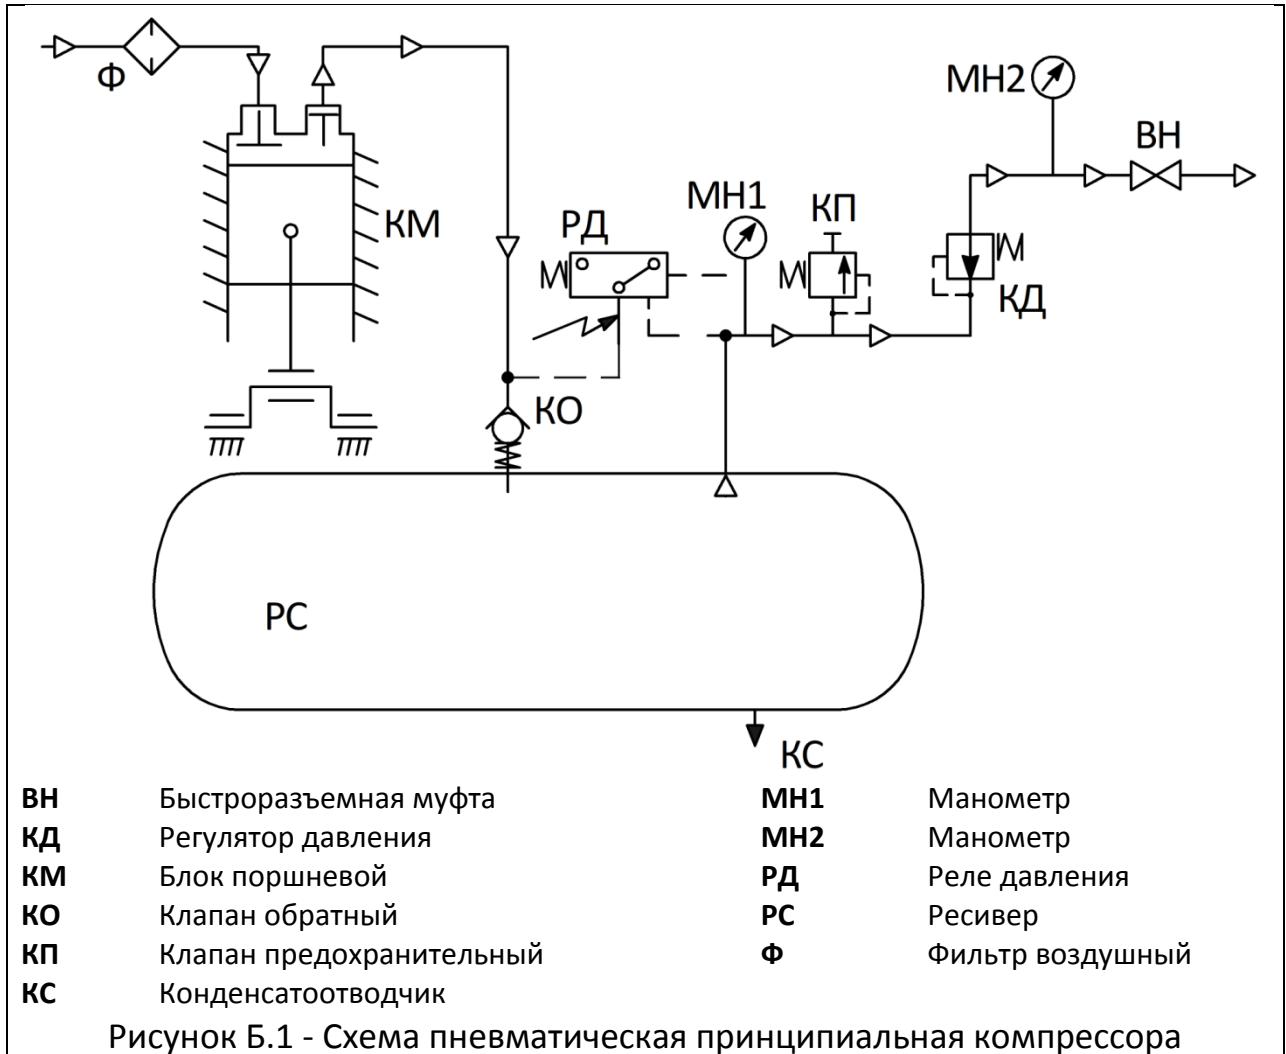 Ф
КМ
РД
МН1
КП
МН2
ВН
КД
КО
РС
КС
ВН Быстроразъемная муфта МН1 Манометр
КД Регулятор давления МН2 Манометр
КМ Блок поршневой РД Реле давления
КО Клапан обратный РС Ресивер
КП Клапан предохранительный Ф Фильтр воздушный
КС Конденсатоотводчик
Рисунок Б.1 - Схема пневматическая принципиальная компрессора